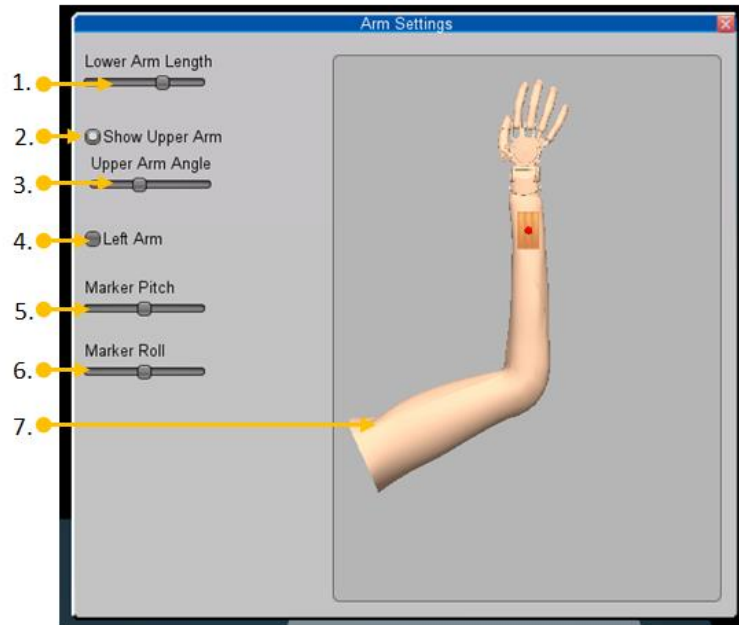 Arm Settings
Lower Arm Length
1.
2. Show Upper Arm
Upper Arm Angle
3.
4. Left Arm
Marker Pitch
5.
Marker Roll
6.
7.